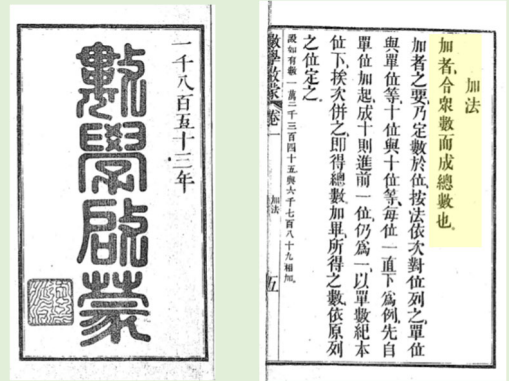 一千八百五十三年
數學啟蒙
加法
加者,合衆數而成總數也。
加者之要,乃定數於位,按法依次對位列之,單位
與單位等,十位與十位等,每位一直下爲例,先自
單位加起,成十則進前一位,仍爲一,以單數紀本
位下,挨次併之,即得總數,加畢,所得之數,依原列
之位定之。
如有數一萬二千三百四十五,與六千七百八十九相加。
數學啟蒙 卷一 加法 五